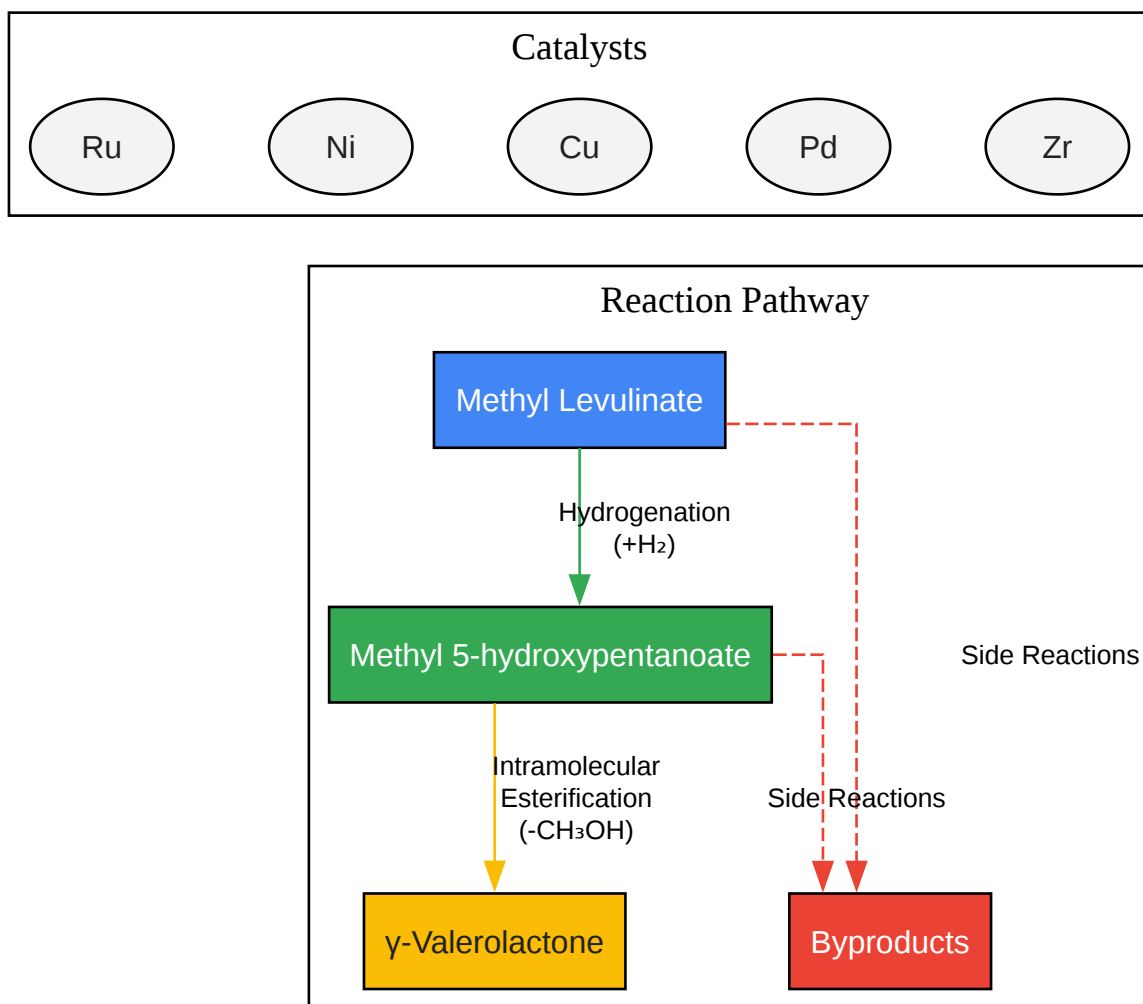 Catalysts
Ru
Ni
Cu
Pd
Zr
Reaction Pathway
Methyl Levulinate
Hydrogenation
(+H₂)
Methyl 5-hydroxypentanoate
Side Reactions
Intramolecular
Esterification
(-CH₃OH)
Side Reactions
γ-Valerolactone
Byproducts